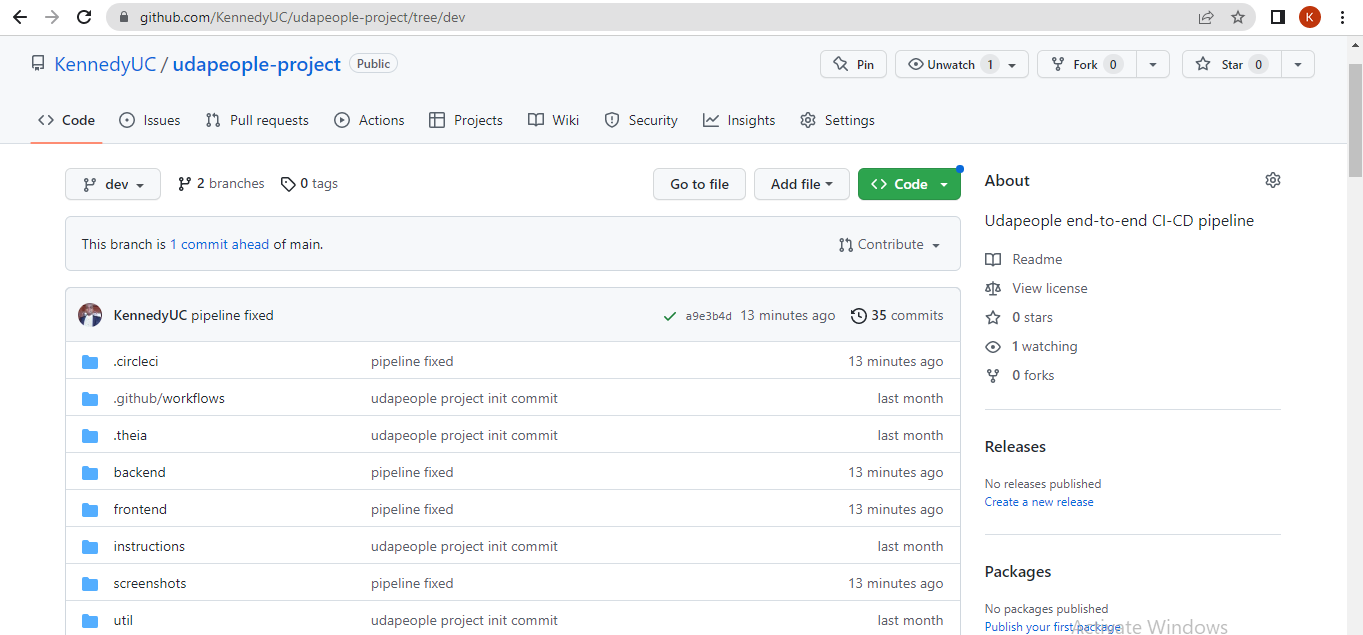 github.com/KennedyUC/udapeople-project/tree/dev
K
KennedyUC / udapeople-project Public
Pin Unwatch 1 Fork 0 Star 0
Code Issues Pull requests Actions Projects Wiki Security Insights Settings
dev 2 branches 0 tags Go to file Add file Code
This branch is 1 commit ahead of main. Contribute
KennedyUC pipeline fixed a9e3b4d 13 minutes ago 35 commits
.circleci pipeline fixed 13 minutes ago
.github/workflows udapeople project init commit last month
.theia udapeople project init commit last month
backend pipeline fixed 13 minutes ago
frontend pipeline fixed 13 minutes ago
instructions udapeople project init commit last month
screenshots pipeline fixed 13 minutes ago
util udapeople project init commit last month
About
Udapeople end-to-end CI-CD pipeline
Readme
View license
0 stars
1 watching
0 forks
Releases
No releases published
Create a new release
Packages
No packages published
Publish your first package
Activate Windows